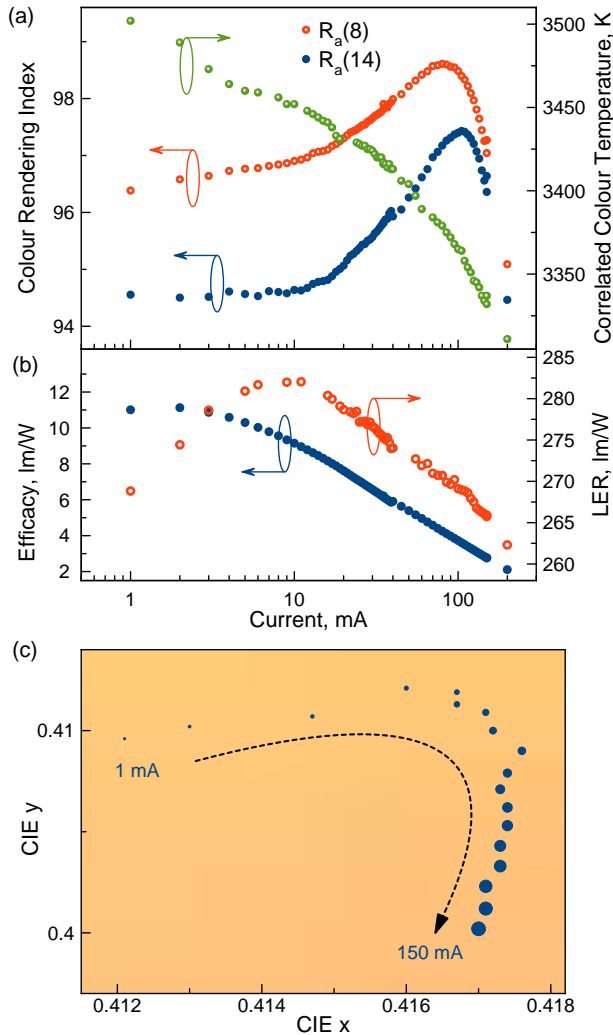 (a)
R_a(8)
R_a(14)
98
96
94
Colour Rendering Index
3500
3450
3400
3350
Correlated Colour Temperature, K
(b)
12
10
8
6
4
2
Efficacy, lm/W
285
280
275
270
265
260
LER, lm/W
1
10
100
Current, mA
(c)
0.41
0.4
CIE y
1 mA
150 mA
0.412
0.414
0.416
0.418
CIE x